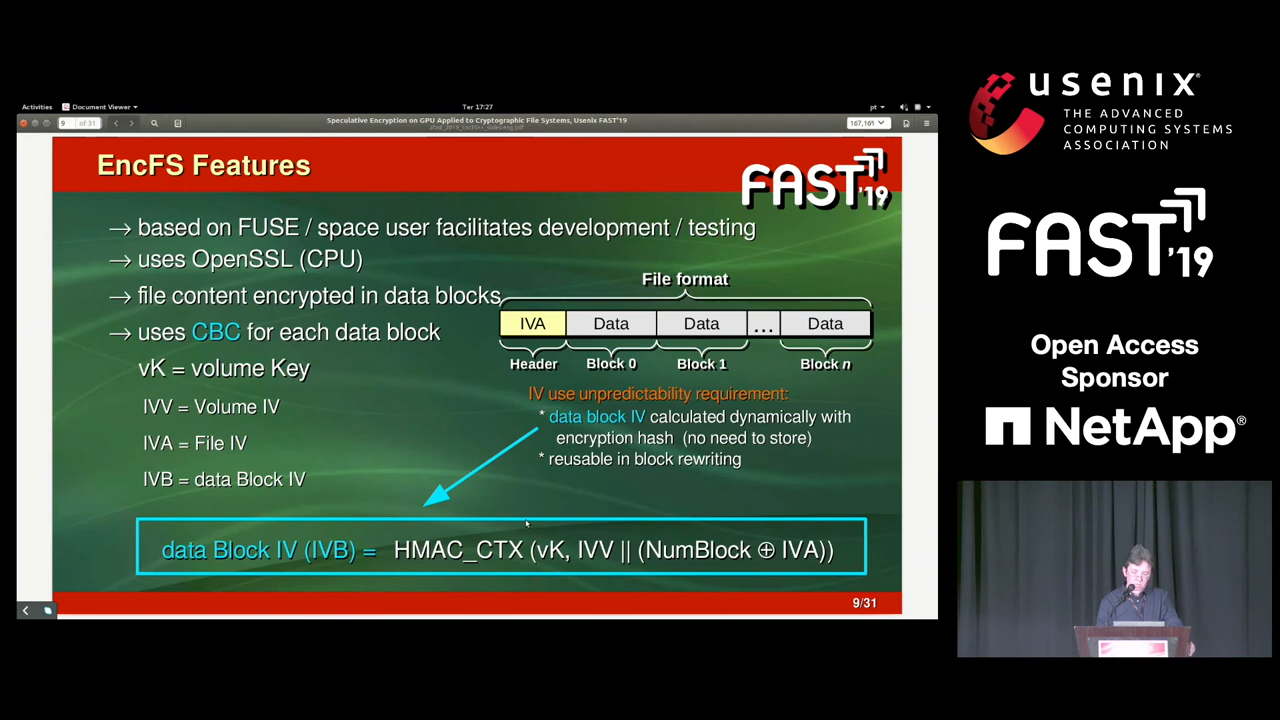 Activities
Document Viewer
Ter 17:27
pt
9
of 31
Speculative Encryption on GPU Applied to Cryptographic File Systems, Usenix FAST'19
EncFS Features
FAST'19
→ based on FUSE / space user facilitates development / testing
→ uses OpenSSL (CPU)
→ file content encrypted in data blocks
→ uses CBC for each data block
vK = volume Key
IVV = Volume IV
IVA = File IV
IVB = data Block IV
File format
IVA Data Data ... Data
Header Block 0 Block 1 Block n
IV use unpredictability requirement:
* data block IV calculated dynamically with
encryption hash (no need to store)
* reusable in block rewriting
data Block IV (IVB) = HMAC_CTX (vK, IVV || (NumBlock ⊕ IVA))
9/31
usenix®
THE ADVANCED
COMPUTING SYSTEMS
ASSOCIATION
FAST'19
Open Access
Sponsor
NetApp®